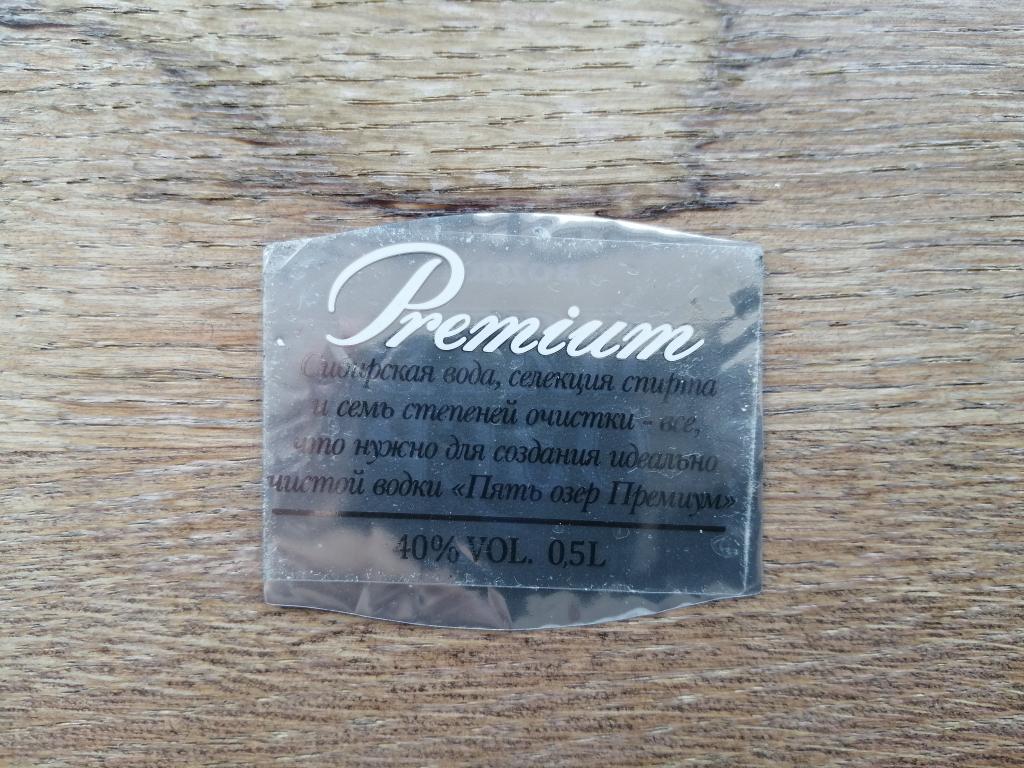 Premium
Сибирская вода, селекция спирта
и семь степеней очистки - все,
что нужно для создания идеально
чистой водки «Пять озер Премиум»
40% VOL. 0,5L